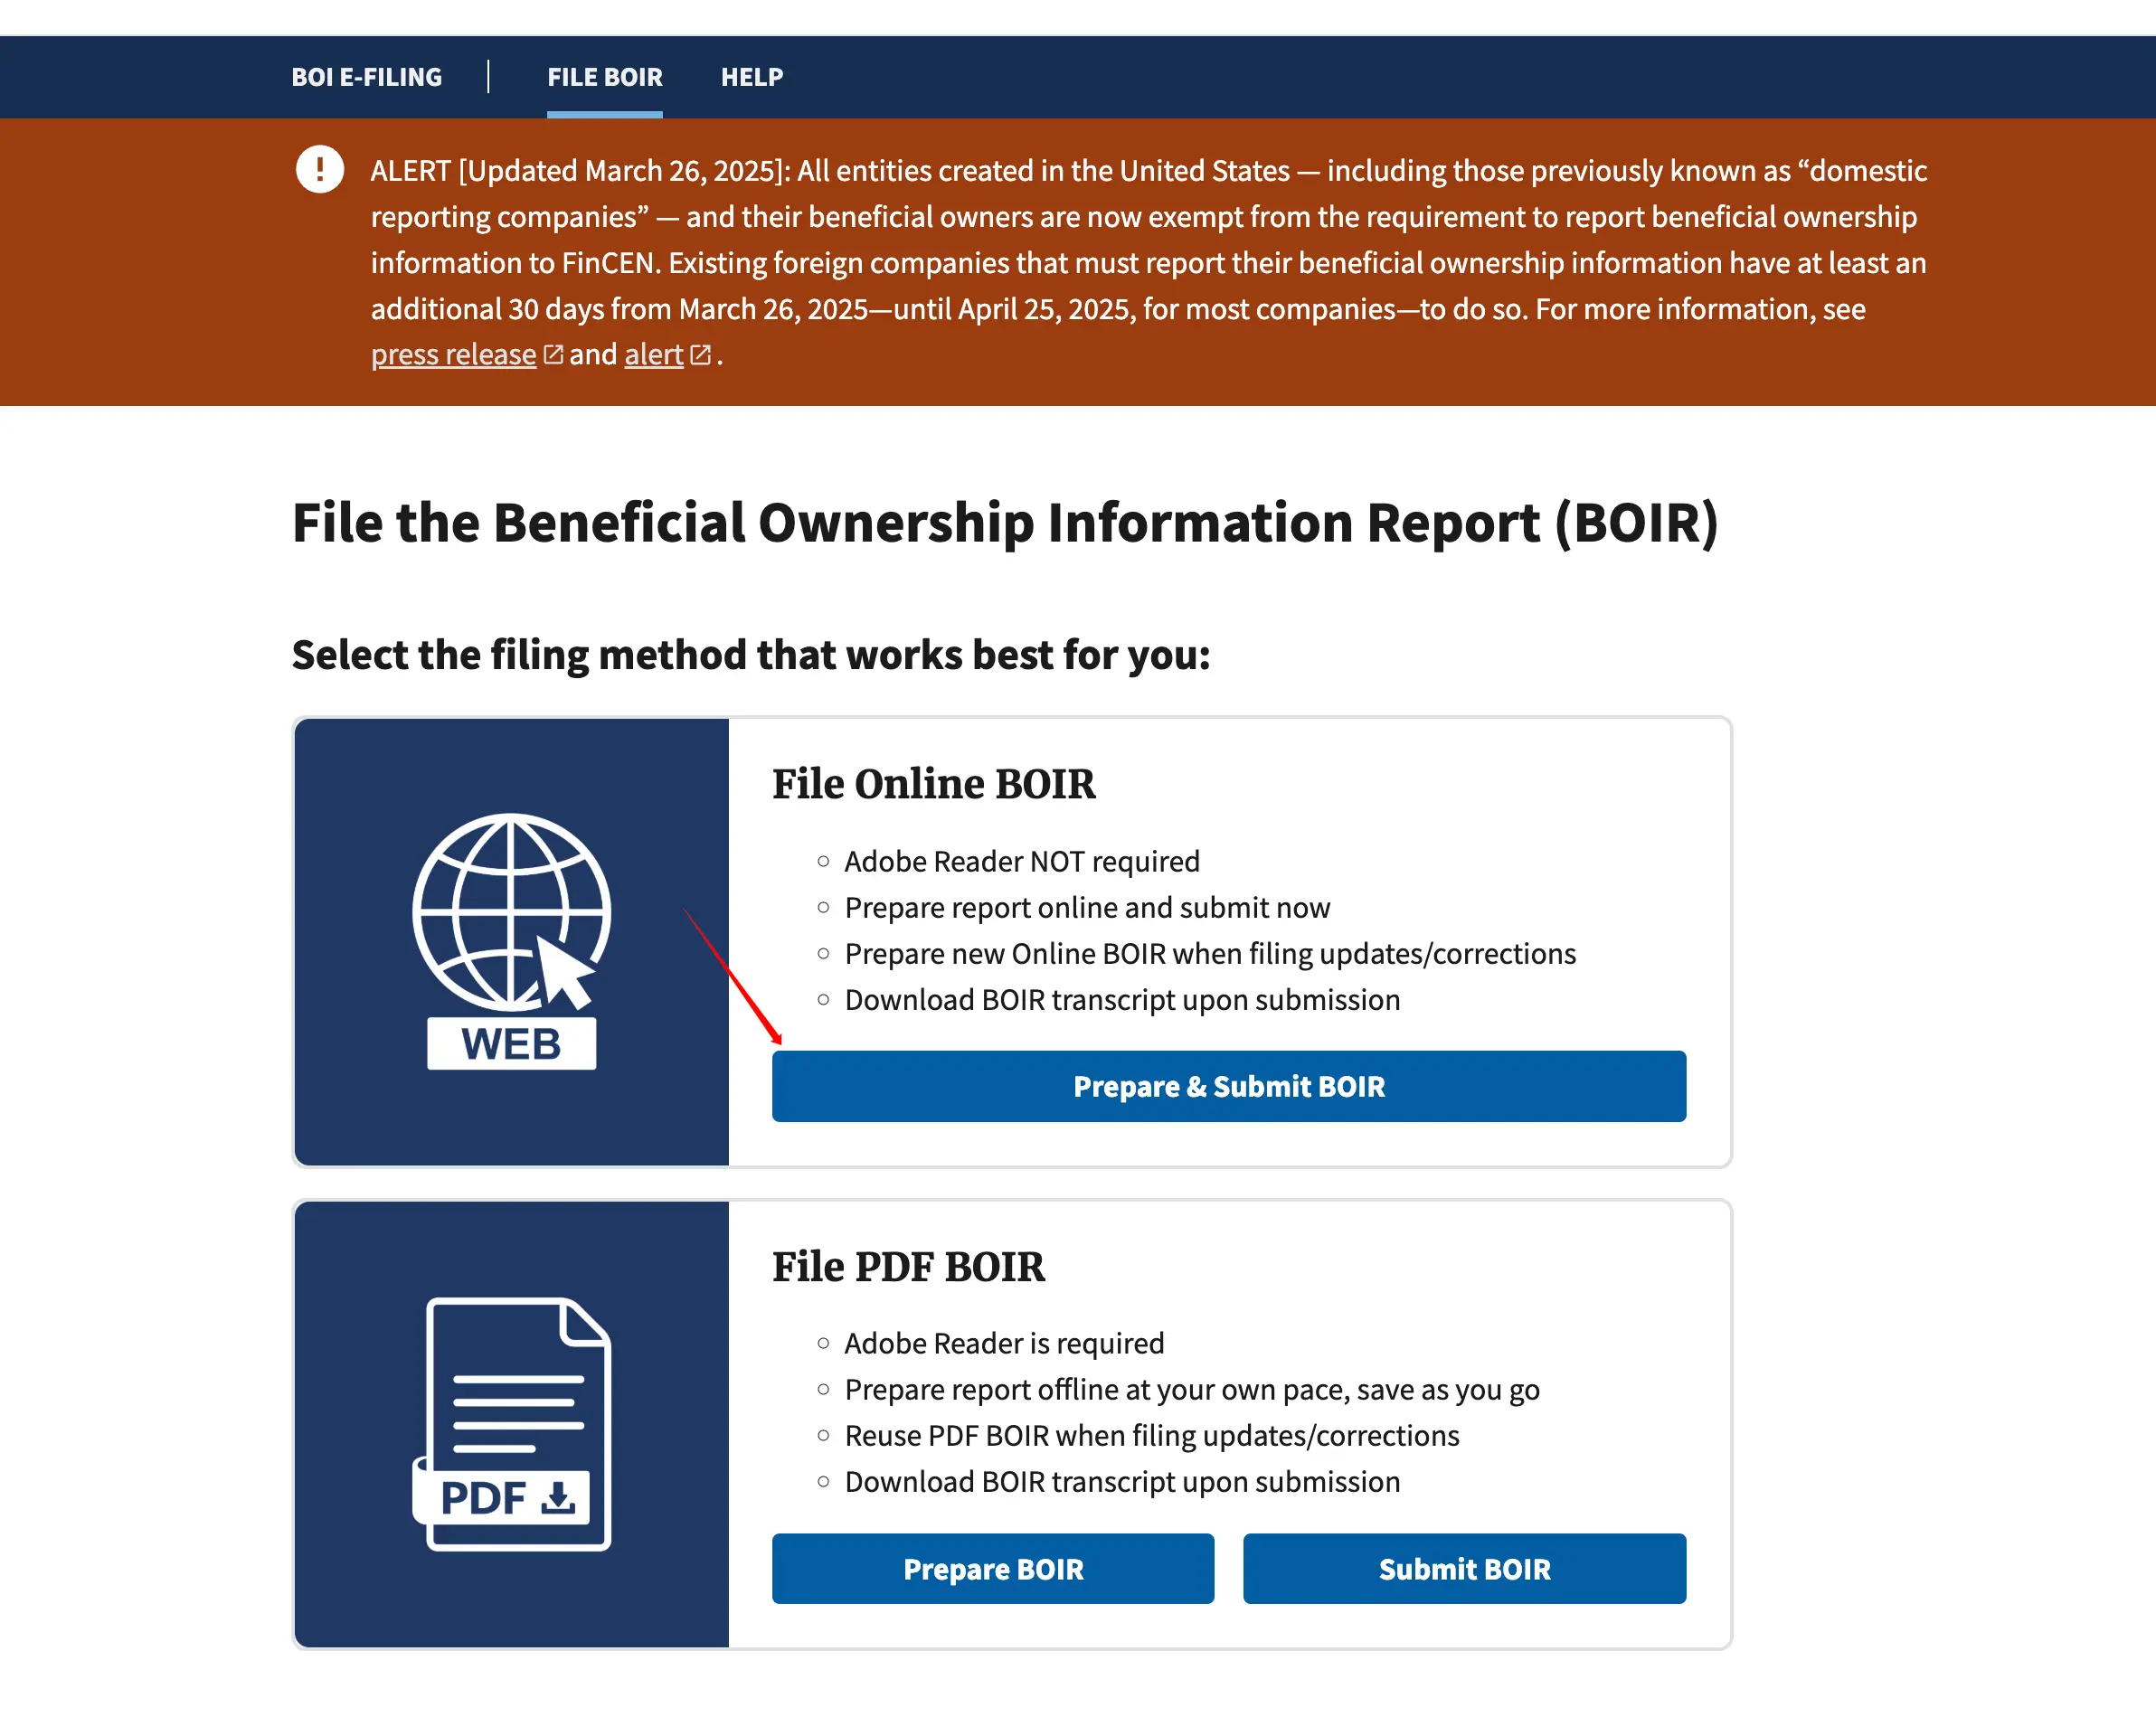 BOI E-FILING
FILE BOIR
HELP
ALERT [Updated March 26, 2025]: All entities created in the United States — including those previously known as “domestic
reporting companies” — and their beneficial owners are now exempt from the requirement to report beneficial ownership
information to FinCEN. Existing foreign companies that must report their beneficial ownership information have at least an
additional 30 days from March 26, 2025—until April 25, 2025, for most companies—to do so. For more information, see
press release and alert .
File the Beneficial Ownership Information Report (BOIR)
Select the filing method that works best for you:
WEB
File Online BOIR
Adobe Reader NOT required
Prepare report online and submit now
Prepare new Online BOIR when filing updates/corrections
Download BOIR transcript upon submission
Prepare & Submit BOIR
PDF
File PDF BOIR
Adobe Reader is required
Prepare report offline at your own pace, save as you go
Reuse PDF BOIR when filing updates/corrections
Download BOIR transcript upon submission
Prepare BOIR
Submit BOIR